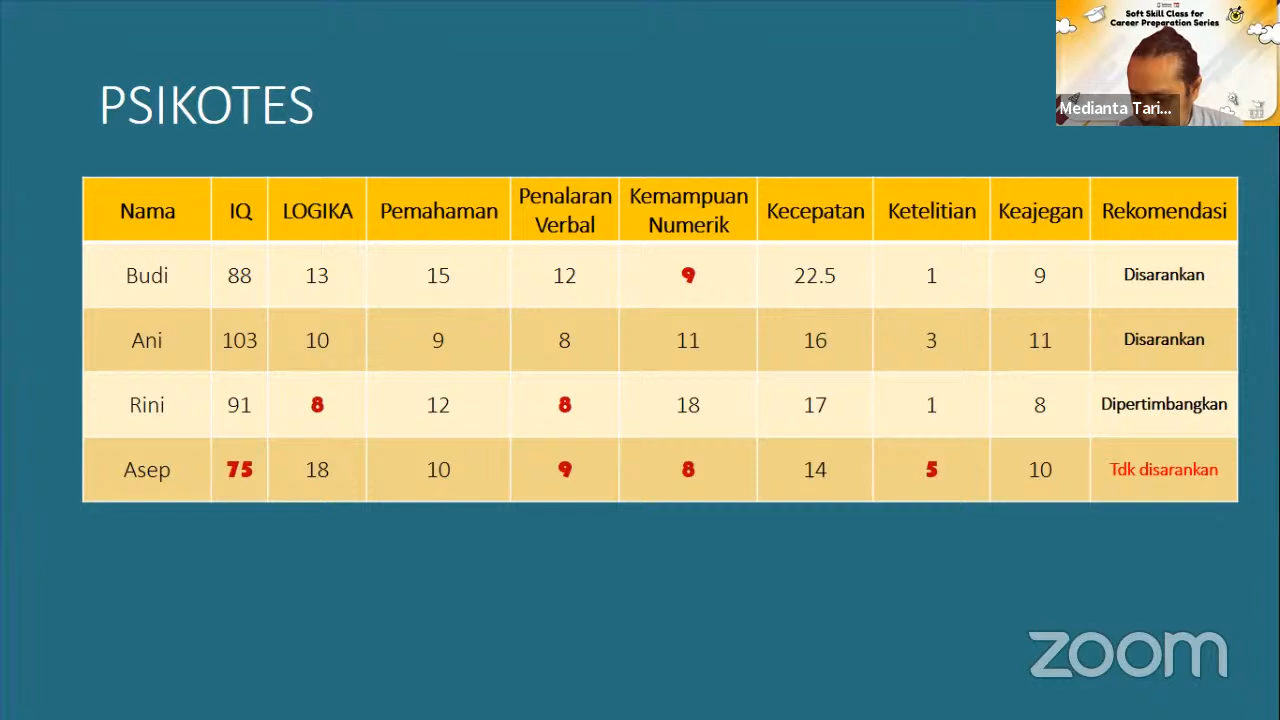 Soft Skill Class for
Career Preparation Series
Medianta Tari...
PSIKOTES
Nama IQ LOGIKA Pemahaman Penalaran Verbal Kemampuan Numerik Kecepatan Ketelitian Keajegan Rekomendasi
Budi 88 13 15 12 9 22.5 1 9 Disarankan
Ani 103 10 9 8 11 16 3 11 Disarankan
Rini 91 8 12 8 18 17 1 8 Dipertimbangkan
Asep 75 18 10 9 8 14 5 10 Tdk disarankan
zoom